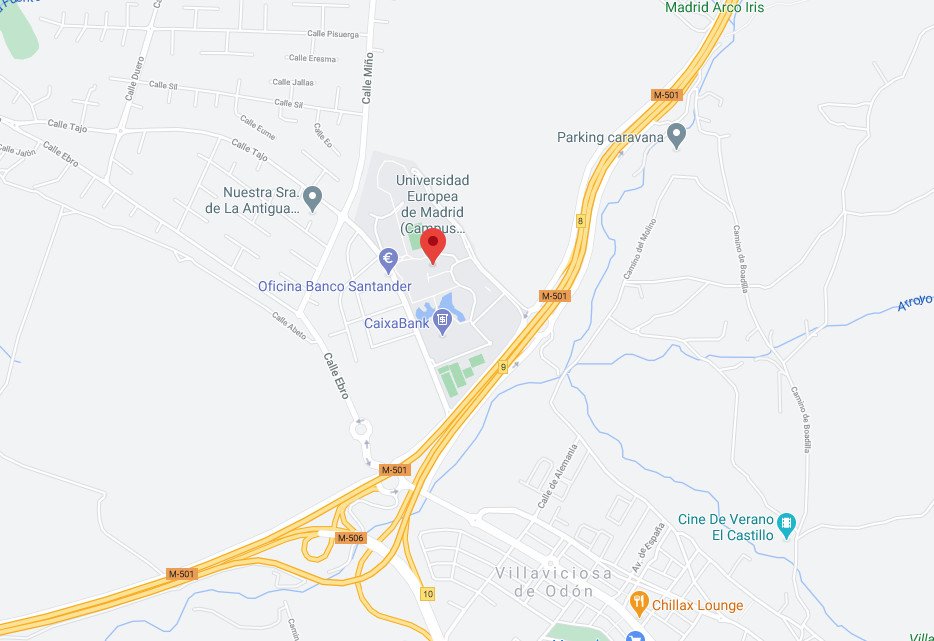 Madrid Arco Iris
Calle Pisuerga
Calle Eresma
Calle Miño
Calle Duero
Calle Jallas
Calle Sil
Calle Sil
M-501
Calle Eume
Calle Eo
Parking caravana
Calle Tajo
Calle Tajo
Calle Jafón
Calle Ebro
Universidad
Europea
de Madrid
(Campus...
Nuestra Sra.
de La Antigua...
8
Camino del Molino
Camino de Boadilla
€
Oficina Banco Santander
M-501
Arroyo
CaixaBank
Calle Abelo
Calle Ebro
9
Camino de Boadilla
M-501
Calle de Alemania
Cine De Verano
El Castillo
Av. de España
M-506
M-501
Villaviciosa
de Odón
10
Chillax Lounge
Camin
Villa